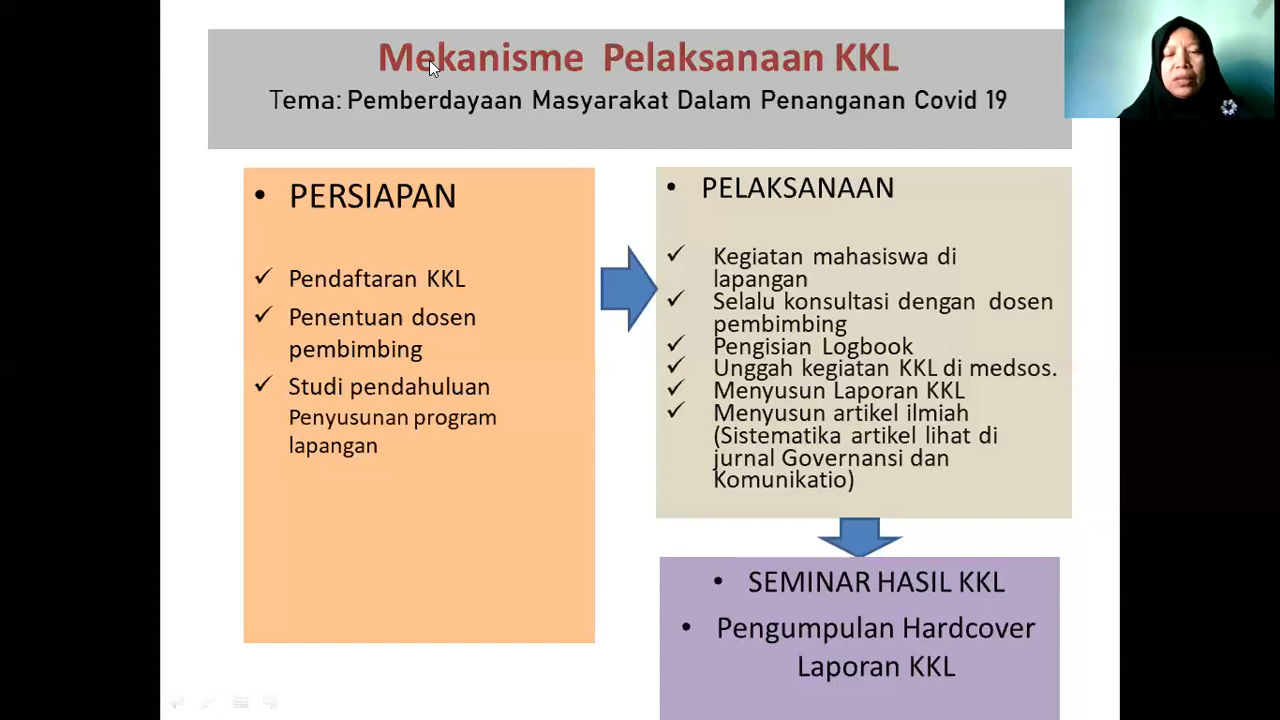 Mekanisme Pelaksanaan KKL
Tema: Pemberdayaan Masyarakat Dalam Penanganan Covid 19
• PERSIAPAN
✓ Pendaftaran KKL
✓ Penentuan dosen
pembimbing
✓ Studi pendahuluan
Penyusunan program
lapangan
• PELAKSANAAN
✓ Kegiatan mahasiswa di
lapangan
✓ Selalu konsultasi dengan dosen
pembimbing
✓ Pengisian Logbook
✓ Unggah kegiatan KKL di medsos.
✓ Menyusun Laporan KKL
✓ Menyusun artikel ilmiah
(Sistematika artikel lihat di
jurnal Governansi dan
Komunikatio)
• SEMINAR HASIL KKL
• Pengumpulan Hardcover
Laporan KKL